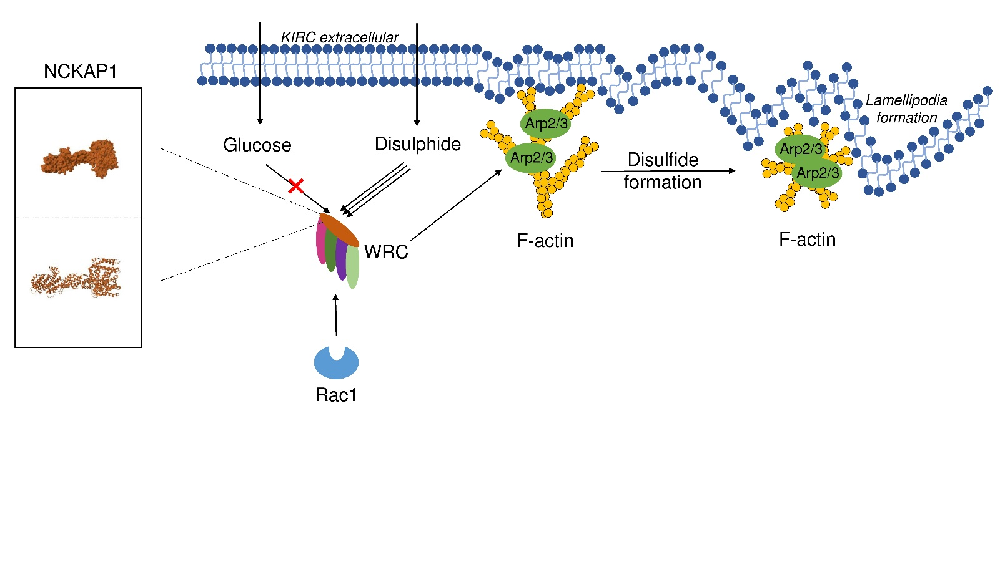 KIRC extracellular
NCKAP1
Glucose
Disulphide
Arp2/3
Arp2/3
Disulfide
formation
Lamellipodia
formation
Arp2/3
Arp2/3
F-actin
F-actin
WRC
Rac1